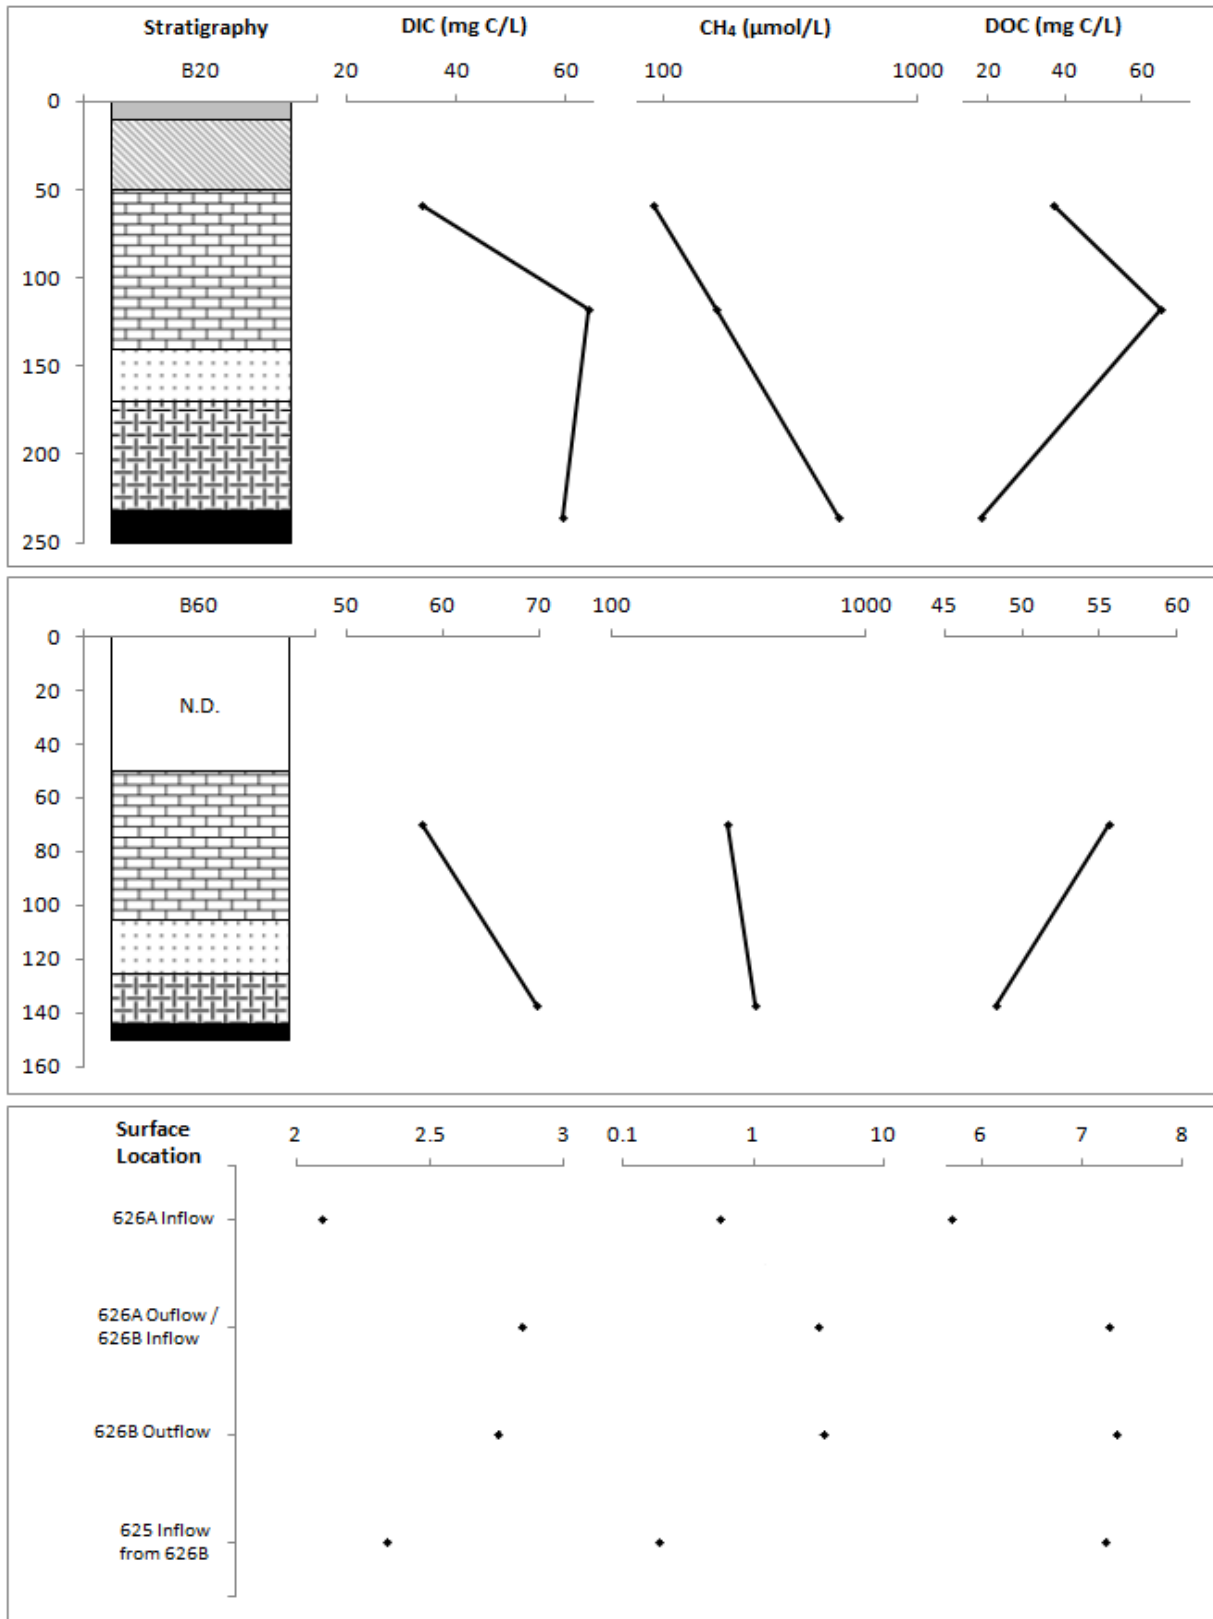 Stratigraphy DIC (mg C/L) CH₄ (µmol/L) DOC (mg C/L)
B20 20 40 60 100 1000 20 40 60
0
50
100
150
200
250
B60 50 60 70 100 1000 45 50 55 60
0
20
N.D.
40
60
80
100
120
140
160
Surface
Location
2 2.5 3 0.1 1 10 6 7 8
626A Inflow
626A Ouflow /
626B Inflow
626B Outflow
625 Inflow
from 626B